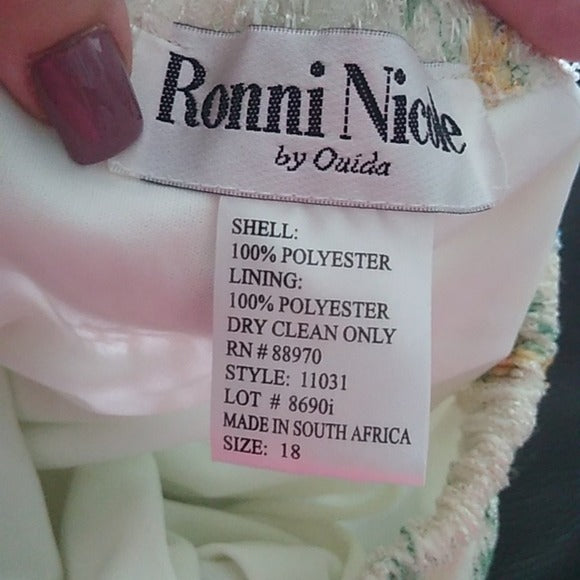 Ronni Nicole
by Ouida
SHELL:
100% POLYESTER
LINING:
100% POLYESTER
DRY CLEAN ONLY
RN # 88970
STYLE: 11031
LOT # 8690i
MADE IN SOUTH AFRICA
SIZE: 18